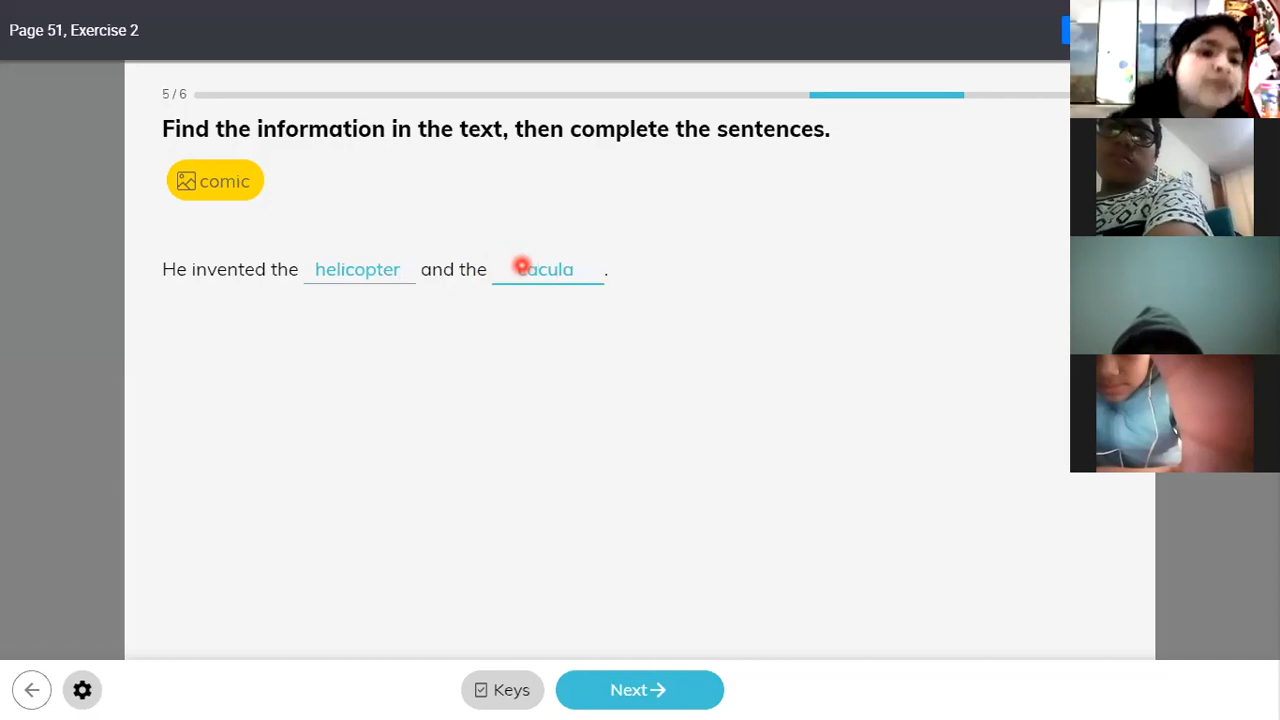 Page 51, Exercise 2
5 / 6
Find the information in the text, then complete the sentences.
comic
He invented the helicopter and the .
Keys
Next